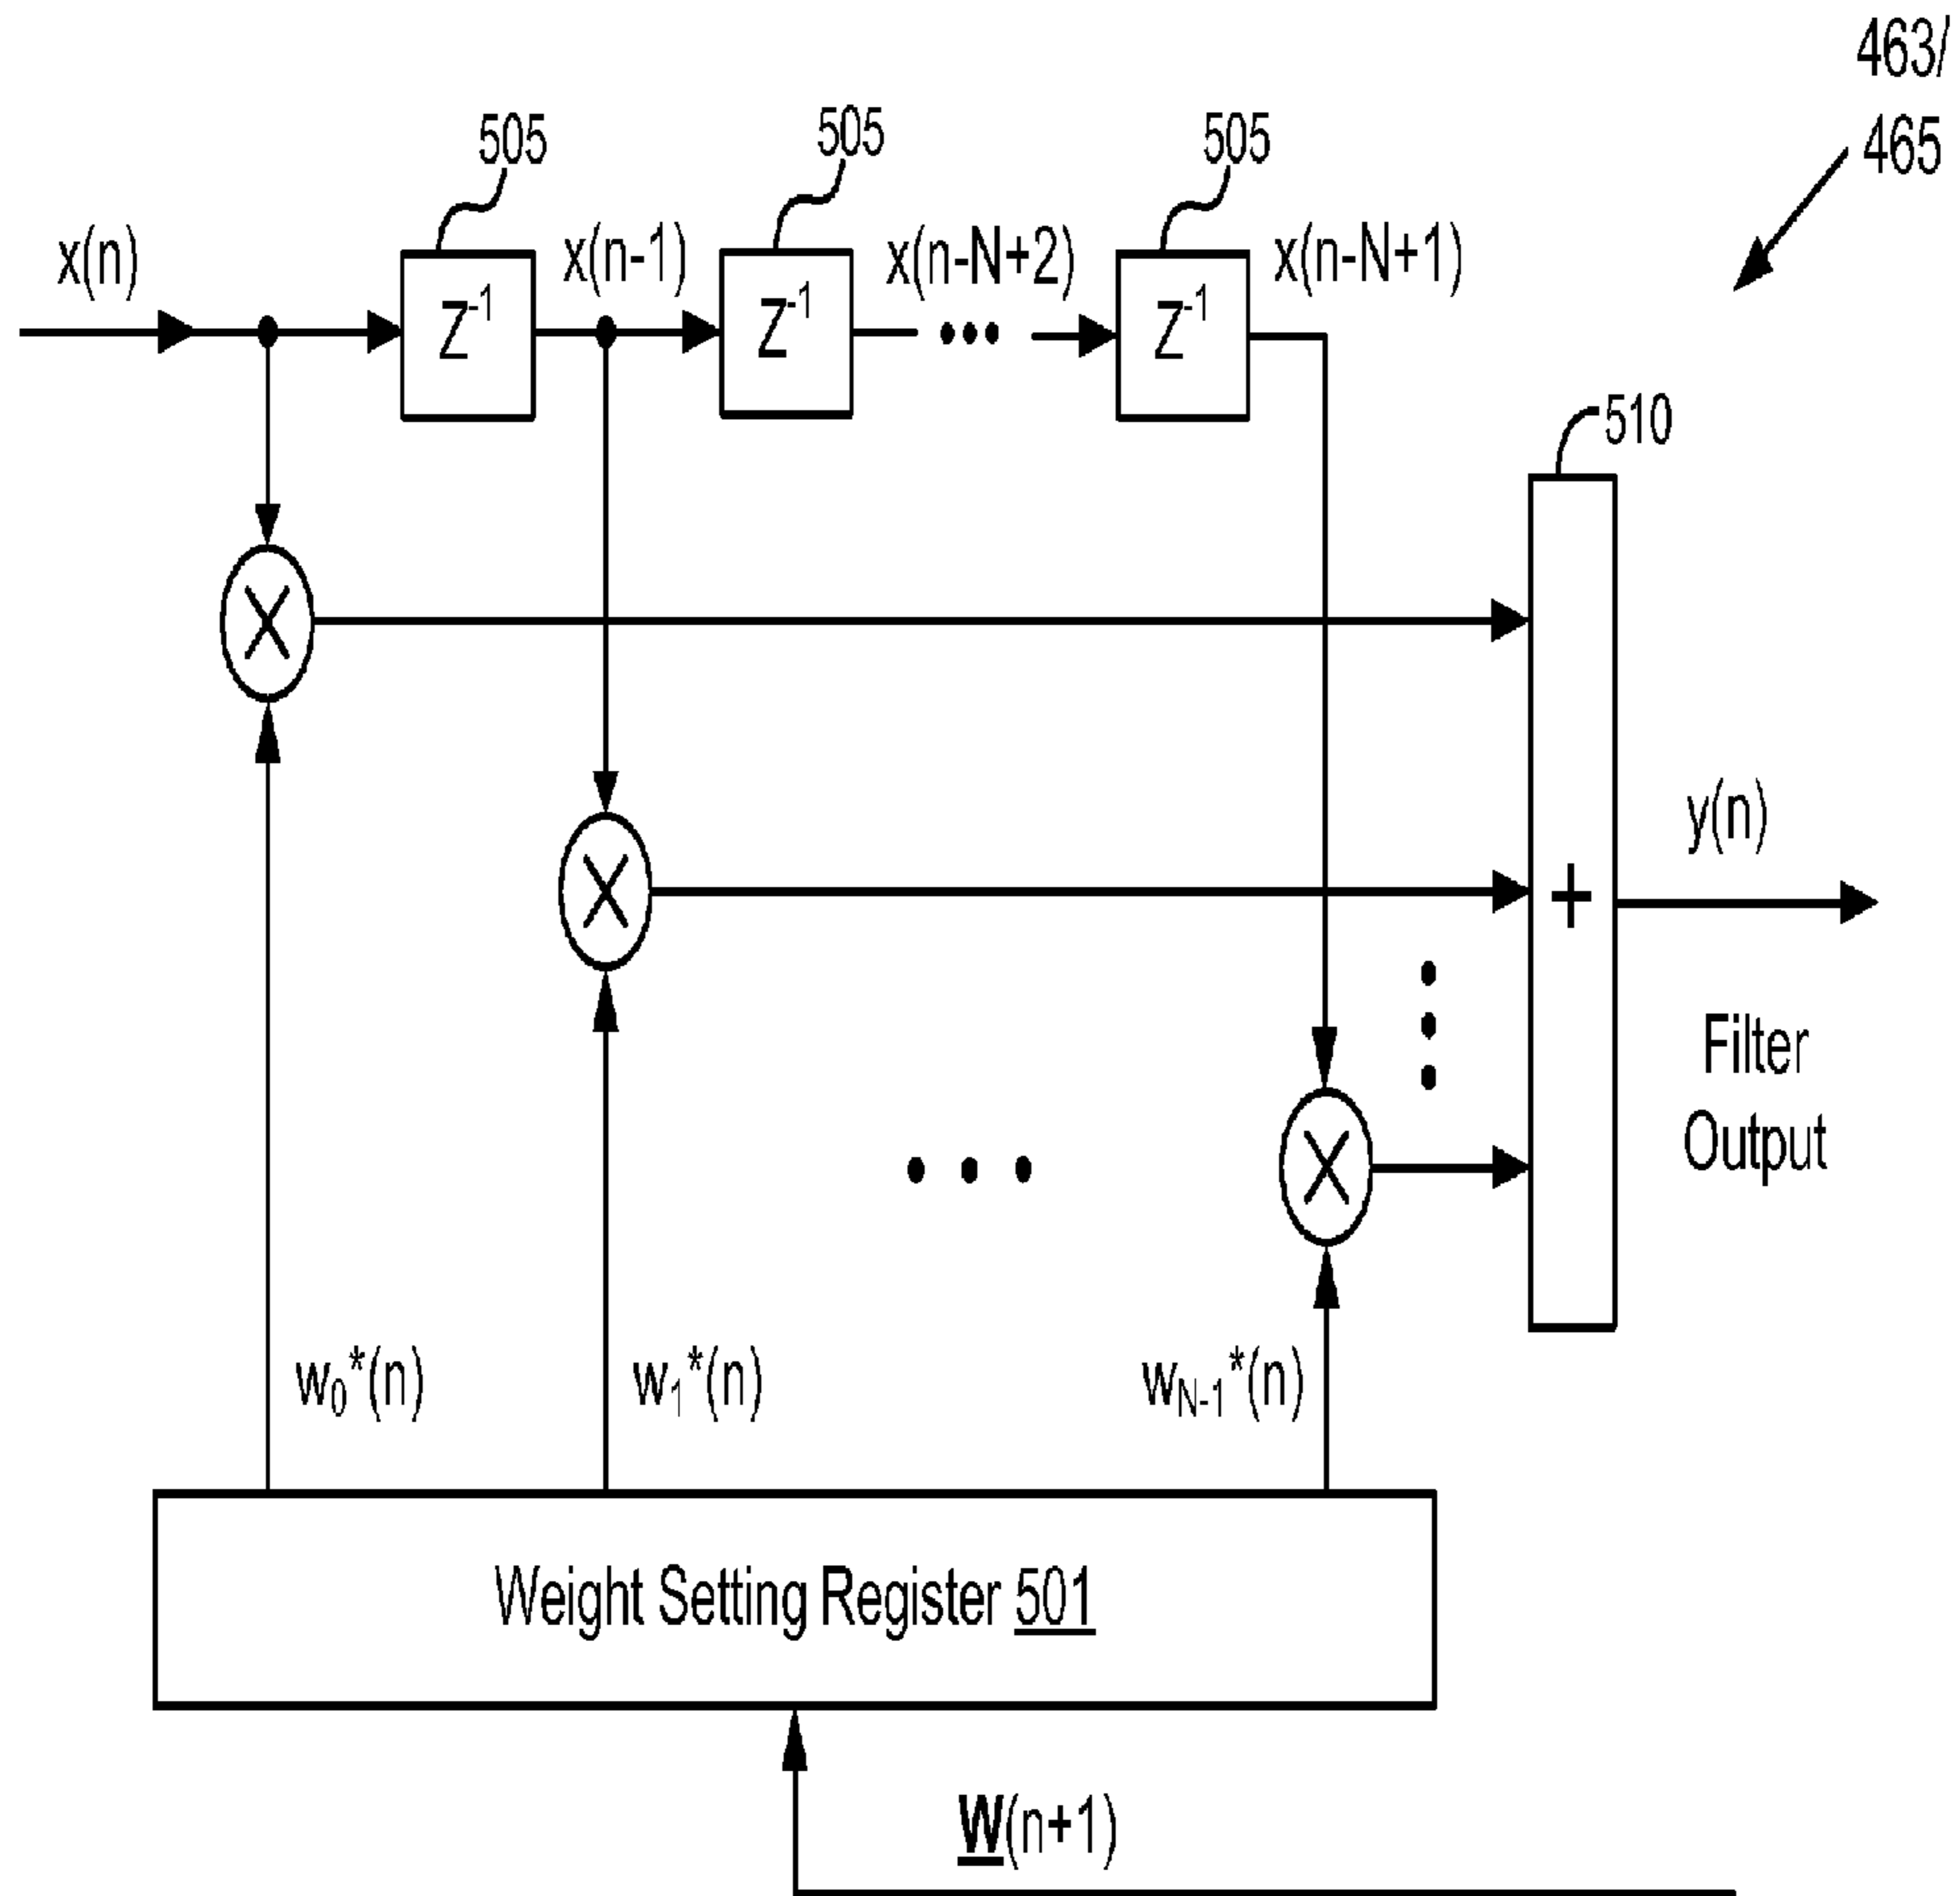 463/
465
505
505
505
x(n)
x(n-1)
x(n-N+2)
x(n-N+1)
Z⁻¹
Z⁻¹
Z⁻¹
510
X
X
X
+
y(n)
Filter
Output
w₀*(n)
w₁*(n)
w_{N-1}*(n)
Weight Setting Register 501
W(n+1)